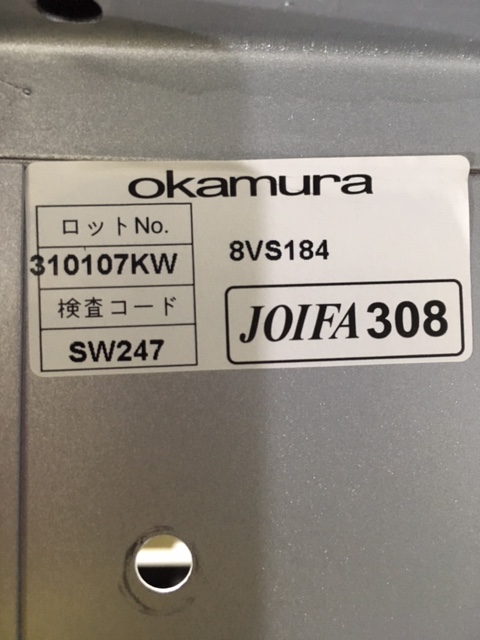 okamura
ロットNo.
310107KW
8VS184
検査コード
JOIFA 308
SW247